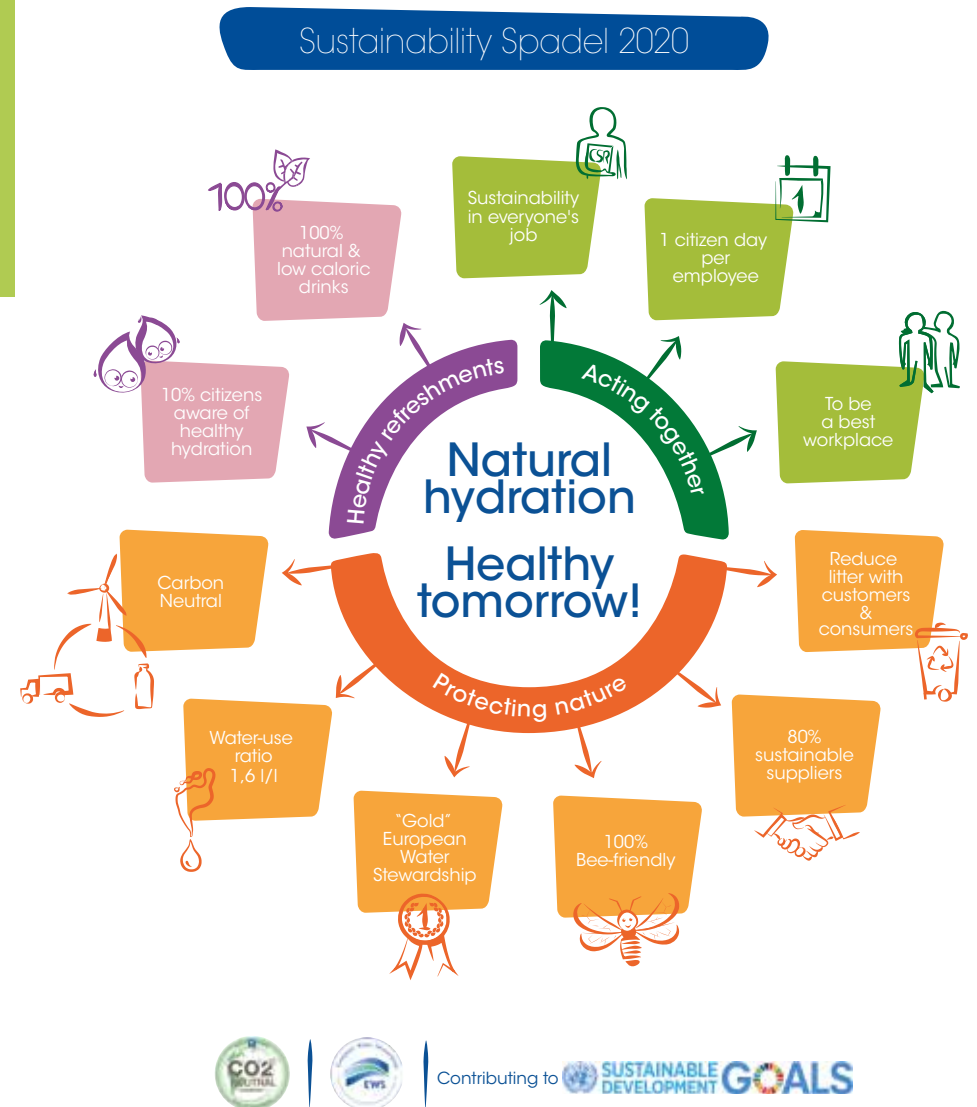 Sustainability Spadel 2020
100%
100%
natural &
low caloric
drinks
CSR
Sustainability
in everyone's
job
1
1 citizen day
per
employee
10% citizens
aware of
healthy
hydration
To be
a best
workplace
Healthy refreshments
Acting together
Natural
hydration
Healthy
tomorrow!
Protecting nature
Carbon
Neutral
Reduce
litter with
customers
&
consumers
Water-use
ratio
1,6 l/l
80%
sustainable
suppliers
“Gold”
European
Water
Stewardship
1
100%
Bee-friendly
CO2
NEUTRAL
EWS
Contributing to
SUSTAINABLE
DEVELOPMENT
GOALS